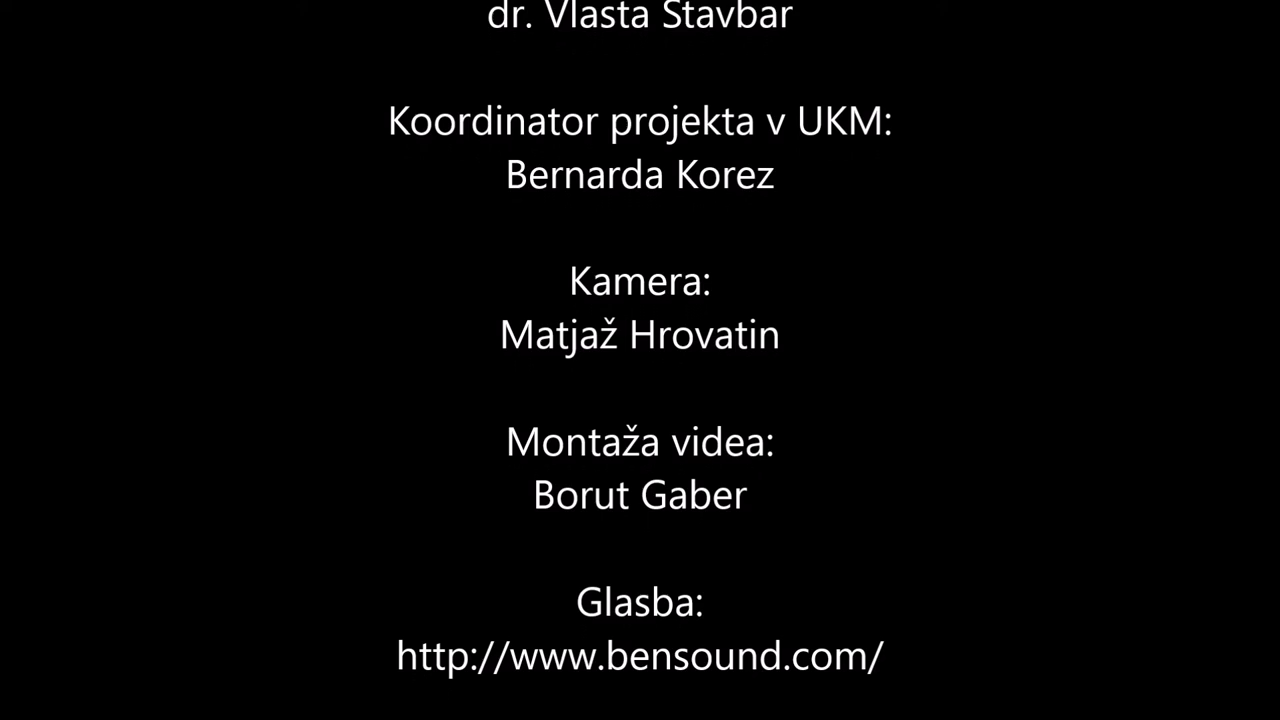 dr. Vlasta Stavbar
Koordinator projekta v UKM:
Bernarda Korez
Kamera:
Matjaž Hrovatin
Montaža videa:
Borut Gaber
Glasba:
http://www.bensound.com/